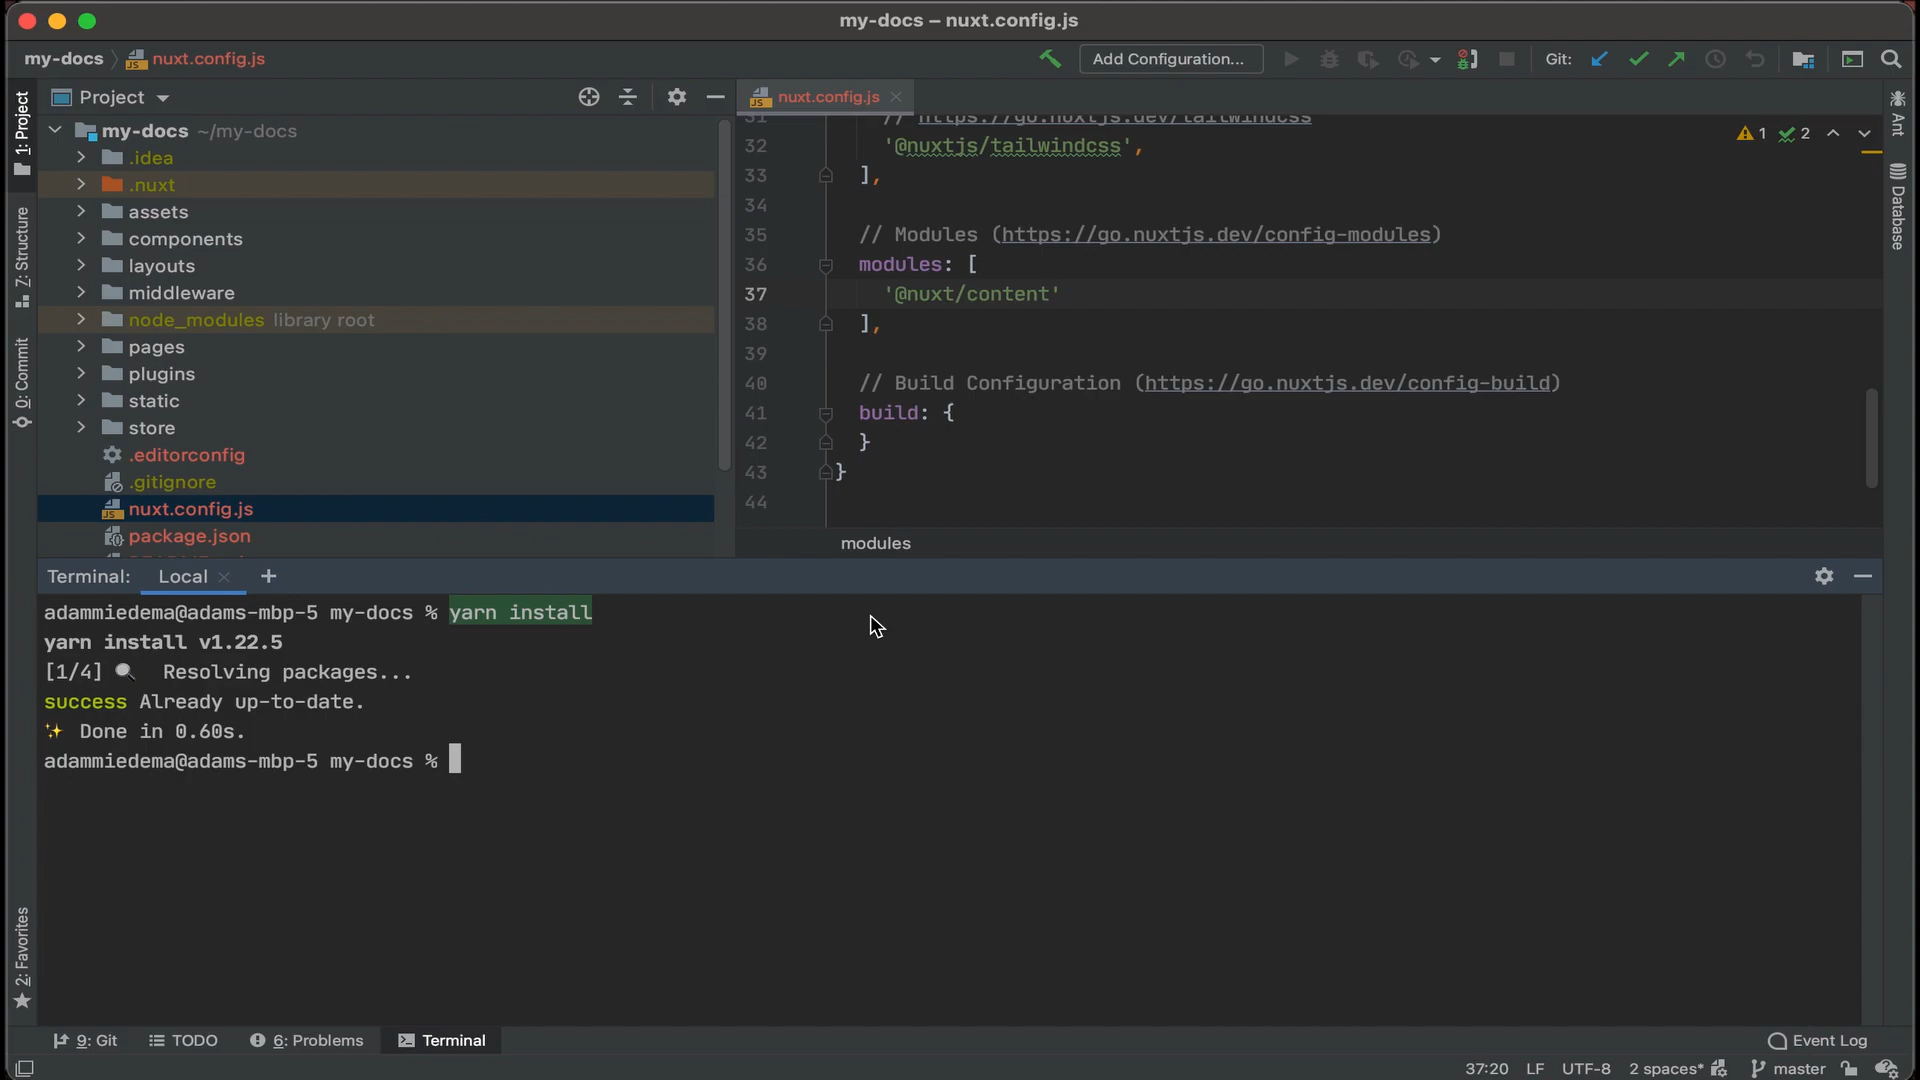 my-docs – nuxt.config.js
my-docs
nuxt.config.js
Add Configuration...
Git:
1: Project
7: Structure
0: Commit
2: Favorites
Project
my-docs ~/my-docs
.idea
.nuxt
assets
components
layouts
middleware
node_modules library root
pages
plugins
static
store
.editorconfig
.gitignore
nuxt.config.js
package.json
nuxt.config.js
1 2
31 // https://go.nuxtjs.dev/tailwindcss
32 '@nuxtjs/tailwindcss',
33 ],
34
35 // Modules (https://go.nuxtjs.dev/config-modules)
36 modules: [
37 '@nuxt/content'
38 ],
39
40 // Build Configuration (https://go.nuxtjs.dev/config-build)
41 build: {
42 }
43 }
44
modules
Ant
Database
Terminal: Local
adammiedema@adams-mbp-5 my-docs % yarn install
yarn install v1.22.5
[1/4] 🔍 Resolving packages...
success Already up-to-date.
✨ Done in 0.60s.
adammiedema@adams-mbp-5 my-docs %
9: Git
TODO
6: Problems
Terminal
Event Log
37:20 LF UTF-8 2 spaces* master